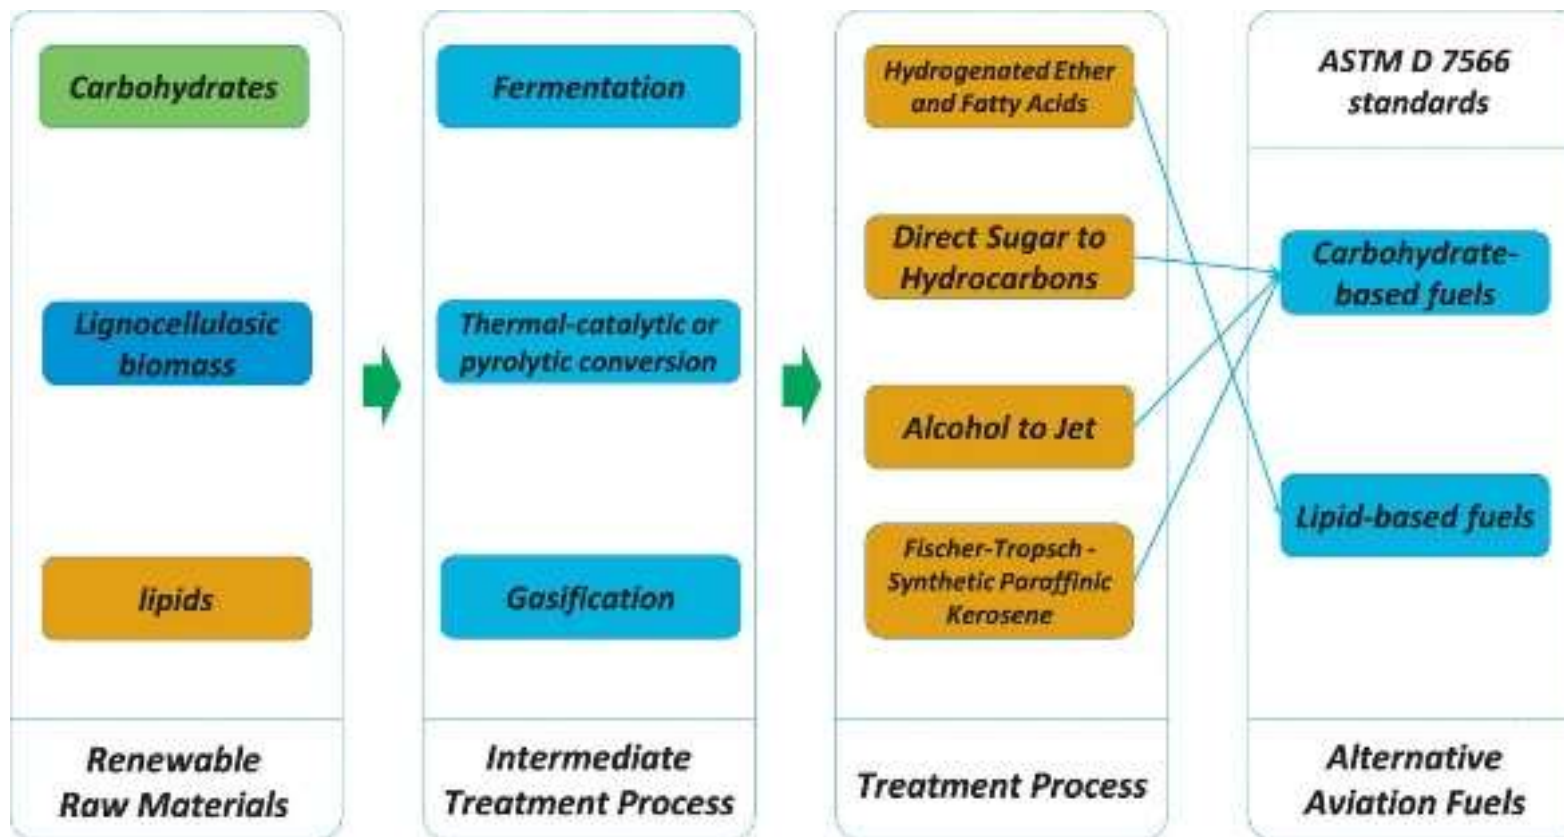 Carbohydrates
Lignocellulosic
biomass
lipids
Renewable
Raw Materials
Fermentation
Thermal-catalytic or
pyrolytic conversion
Gasification
Intermediate
Treatment Process
Hydrogenated Ether
and Fatty Acids
Direct Sugar to
Hydrocarbons
Alcohol to Jet
Fischer-Tropsch -
Synthetic Paraffinic
Kerosene
Treatment Process
ASTM D 7566
standards
Carbohydrate-
based fuels
Lipid-based fuels
Alternative
Aviation Fuels